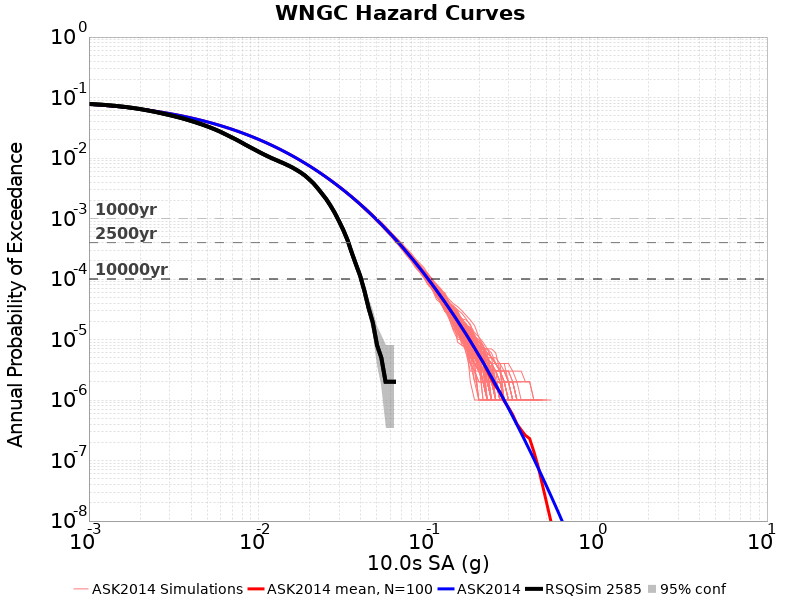 WNGC Hazard Curves
Annual Probability of Exceedance
10^0
10^-1
10^-2
10^-3
10^-4
10^-5
10^-6
10^-7
10^-8
1000yr
2500yr
10000yr
10^-3 10^-2 10^-1 10^0 10^1
10.0s SA (g)
ASK2014 Simulations ASK2014 mean, N=100 ASK2014 RSQSim 2585 95% conf